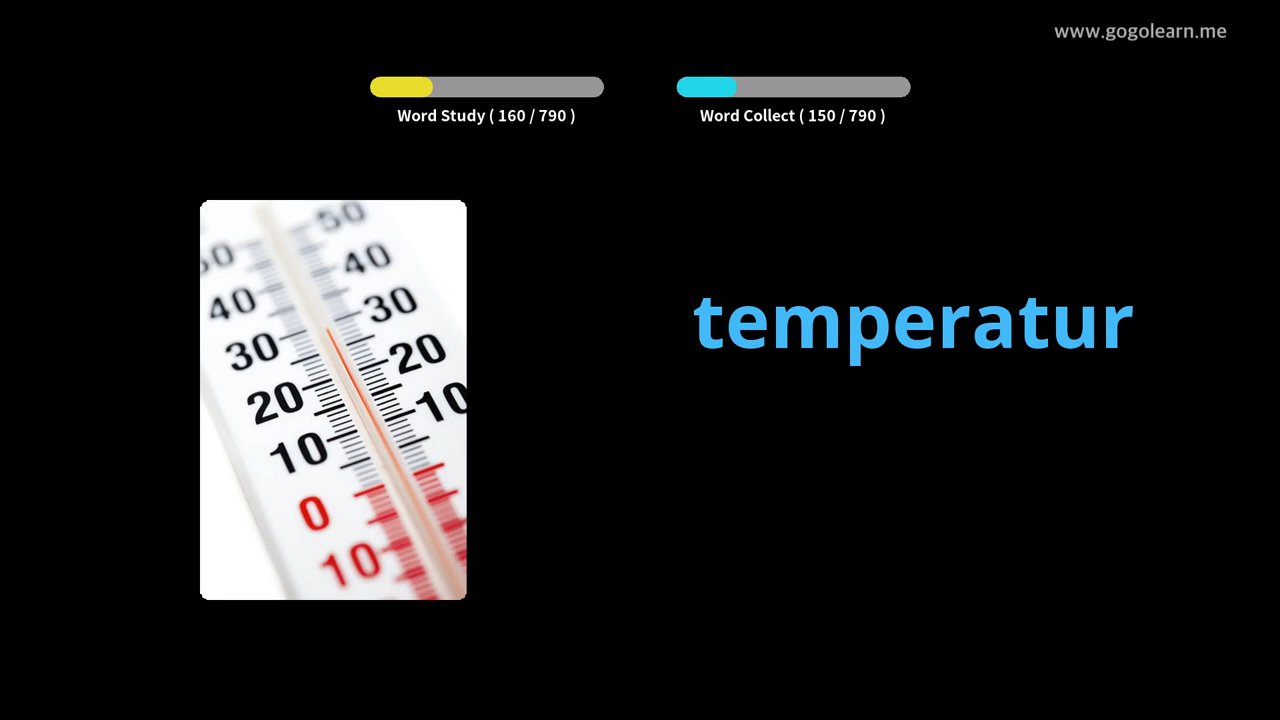 www.gogolearn.me
Word Study ( 160 / 790 )
Word Collect ( 150 / 790 )
temperatur
50
40 40
30 30
20 20
10 10
0
10